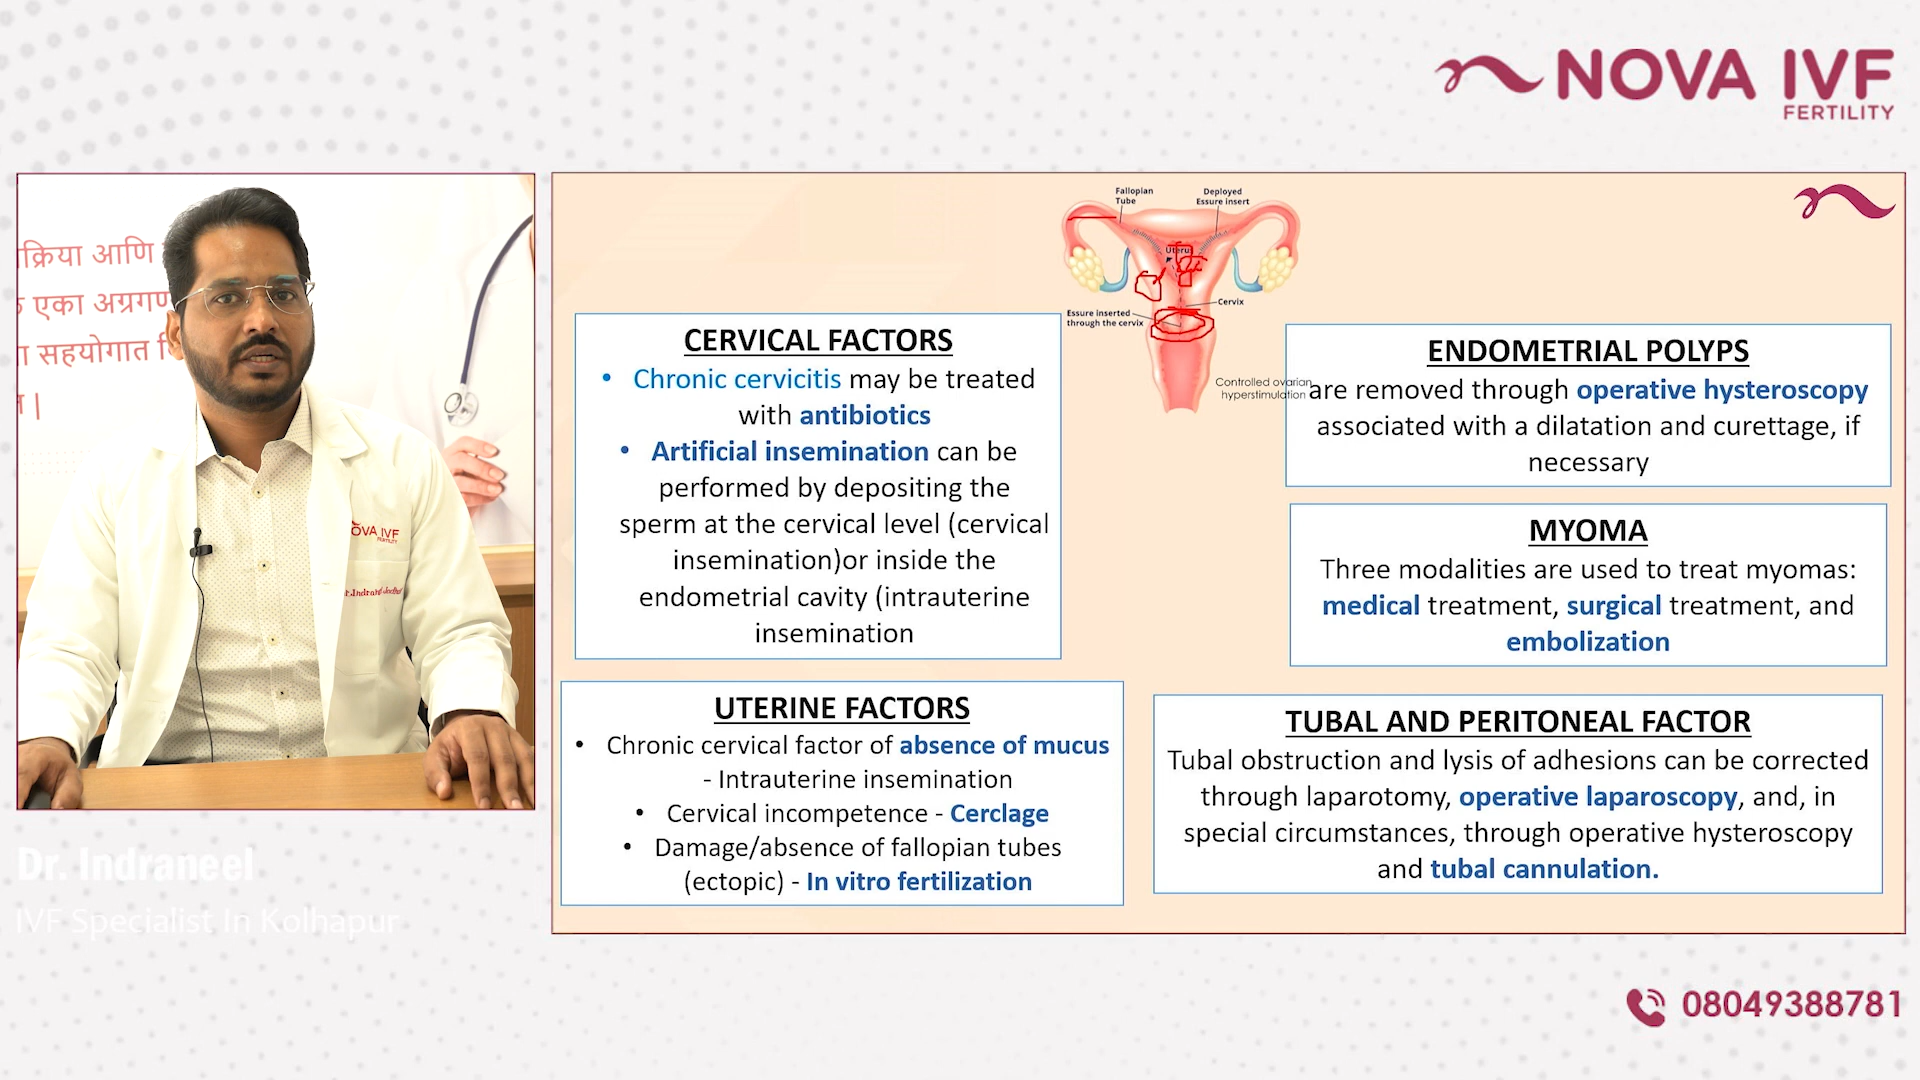 NOVA IVF
FERTILITY
क्रिया आणि
एका अग्रगण
सहयोगात
NOVA IVF
FERTILITY
Dr. Indraneel
IVF Specialist In Kolhapur
Fallopian
Tube
Deployed
Essure insert
Uterus
Cervix
Essure inserted
through the cervix
Controlled ovarian
hyperstimulation
CERVICAL FACTORS
• Chronic cervicitis may be treated
with antibiotics
• Artificial insemination can be
performed by depositing the
sperm at the cervical level (cervical
insemination)or inside the
endometrial cavity (intrauterine
insemination
UTERINE FACTORS
• Chronic cervical factor of absence of mucus
- Intrauterine insemination
• Cervical incompetence - Cerclage
• Damage/absence of fallopian tubes
(ectopic) - In vitro fertilization
ENDOMETRIAL POLYPS
are removed through operative hysteroscopy
associated with a dilatation and curettage, if
necessary
MYOMA
Three modalities are used to treat myomas:
medical treatment, surgical treatment, and
embolization
TUBAL AND PERITONEAL FACTOR
Tubal obstruction and lysis of adhesions can be corrected
through laparotomy, operative laparoscopy, and, in
special circumstances, through operative hysteroscopy
and tubal cannulation.
08049388781